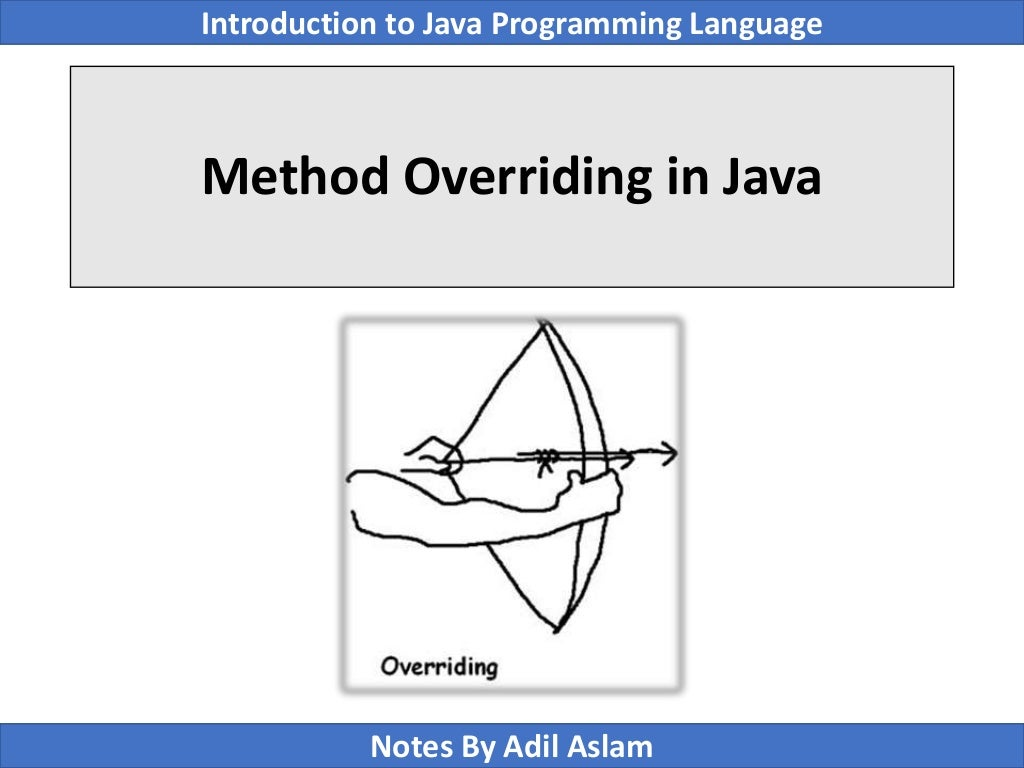 Introduction to Java Programming Language
Method Overriding in Java
Overriding
Notes By Adil Aslam